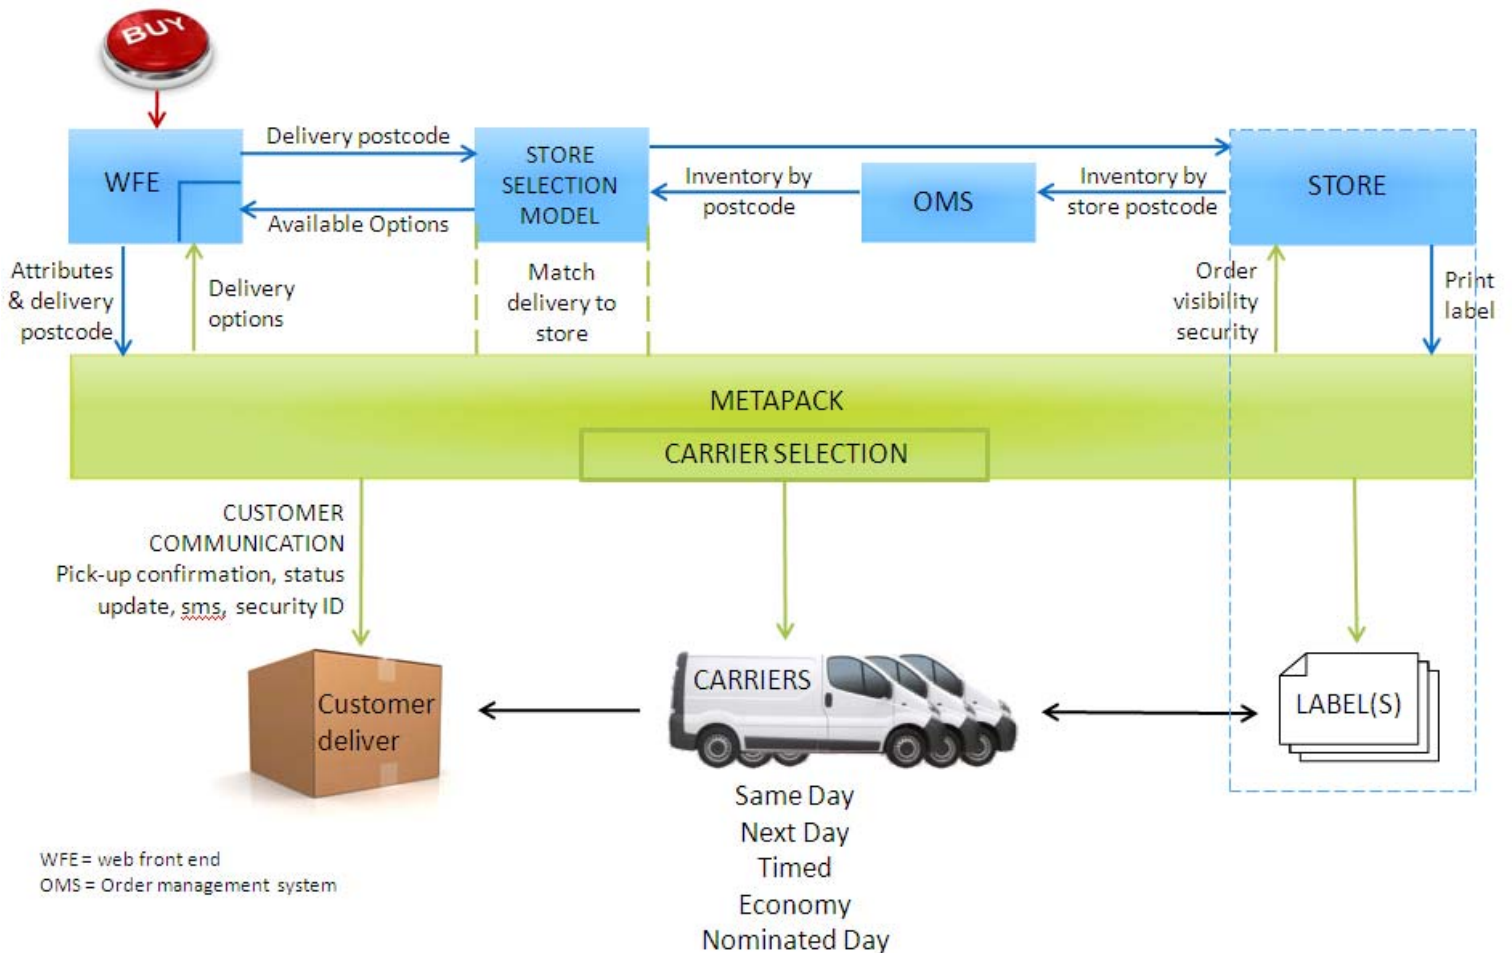 BUY
WFE
Delivery postcode
Available Options
STORE
SELECTION
MODEL
Inventory by
postcode
OMS
Inventory by
store postcode
STORE
Attributes
& delivery
postcode
Delivery
options
Match
delivery to
store
Order
visibility
security
Print
label
METAPACK
CARRIER SELECTION
CUSTOMER
COMMUNICATION
Pick-up confirmation, status
update, sms, security ID
Customer
deliver
CARRIERS
LABEL(S)
Same Day
Next Day
Timed
Economy
Nominated Day
WFE = web front end
OMS = Order management system